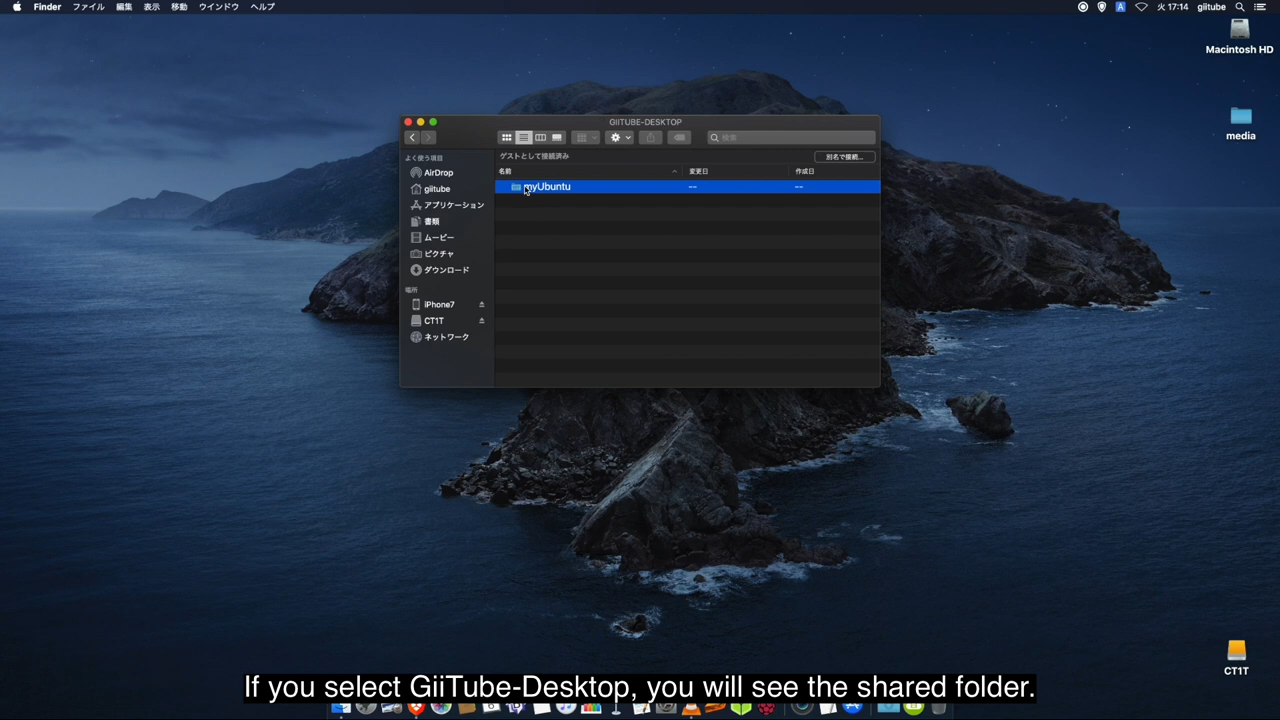 Finder ファイル 編集 表示 移動 ウインドウ ヘルプ A 火 17:14 giitube
Macintosh HD
media
GIITUBE-DESKTOP
検索
よく使う項目 ゲストとして接続済み 別名で接続...
名前 変更日 作成日
AirDrop
myUbuntu -- --
giitube
アプリケーション
書類
ムービー
ピクチャ
ダウンロード
場所
iPhone7
CT1T
ネットワーク
CT1T
If you select GiiTube-Desktop, you will see the shared folder.